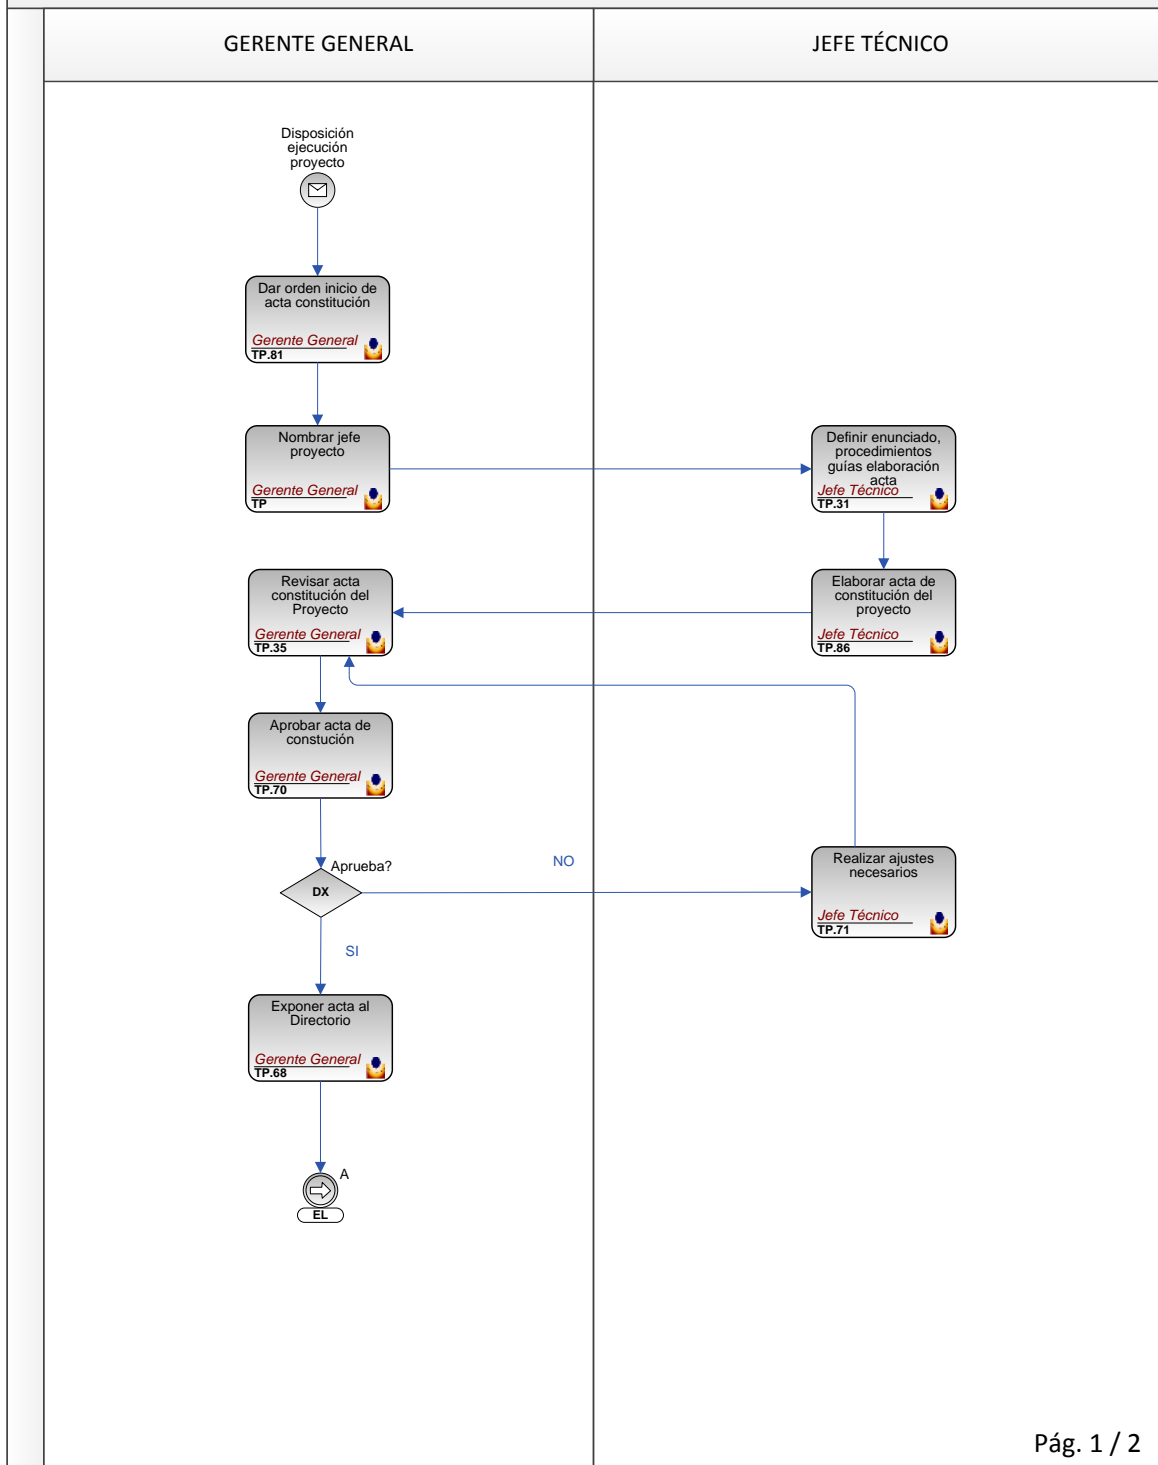 GERENTE GENERAL
JEFE TÉCNICO
Disposición
ejecución
proyecto
Dar orden inicio de
acta constitución
Gerente General
TP.81
Nombrar jefe
proyecto
Gerente General
TP
Definir enunciado,
procedimientos
guías elaboración
acta
Jefe Técnico
TP.31
Revisar acta
constitución del
Proyecto
Gerente General
TP.35
Elaborar acta de
constitución del
proyecto
Jefe Técnico
TP.86
Aprobar acta de
constución
Gerente General
TP.70
Aprueba?
DX
NO
SI
Realizar ajustes
necesarios
Jefe Técnico
TP.71
Exponer acta al
Directorio
Gerente General
TP.68
A
EL
Pág. 1 / 2